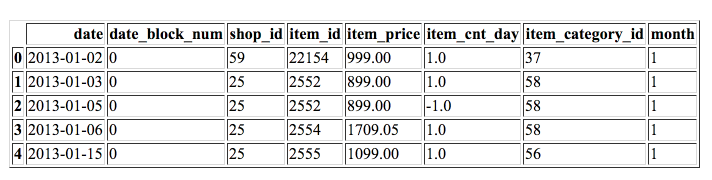 date date_block_num shop_id item_id item_price item_cnt_day item_category_id month
0 2013-01-02 0 59 22154 999.00 1.0 37 1
1 2013-01-03 0 25 2552 899.00 1.0 58 1
2 2013-01-05 0 25 2552 899.00 -1.0 58 1
3 2013-01-06 0 25 2554 1709.05 1.0 58 1
4 2013-01-15 0 25 2555 1099.00 1.0 56 1